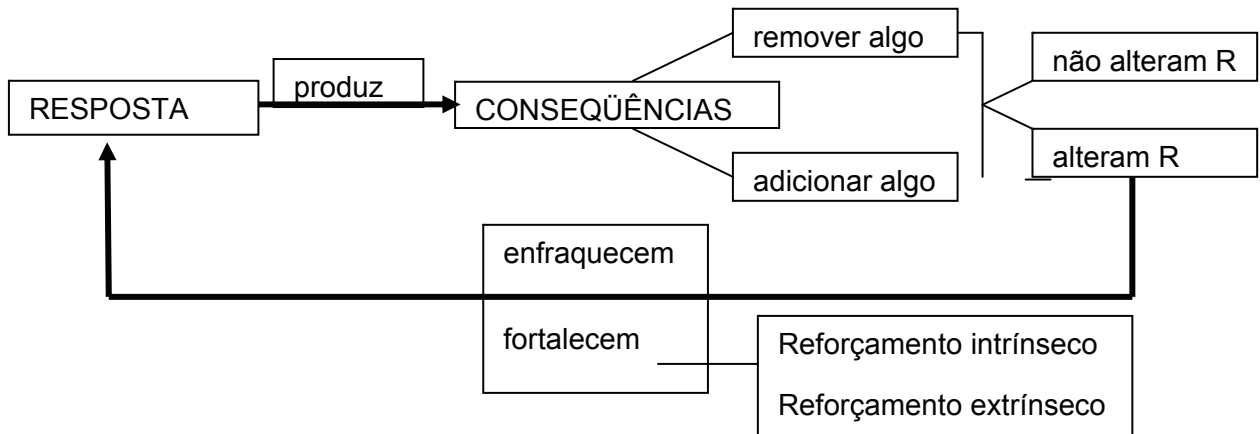 remover algo
não alteram R
produz
RESPOSTA
CONSEQÜÊNCIAS
alteram R
adicionar algo
enfraquecem
fortalecem
Reforçamento intrínseco
Reforçamento extrínseco